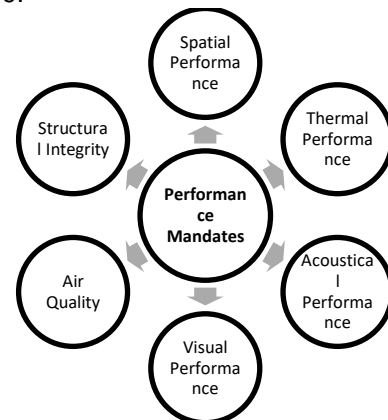 Spatial
Performa
nce
Structura
l Integrity
Thermal
Performa
nce
Performan
ce
Mandates
Air
Quality
Acoustica
l
Performa
nce
Visual
Performa
nce